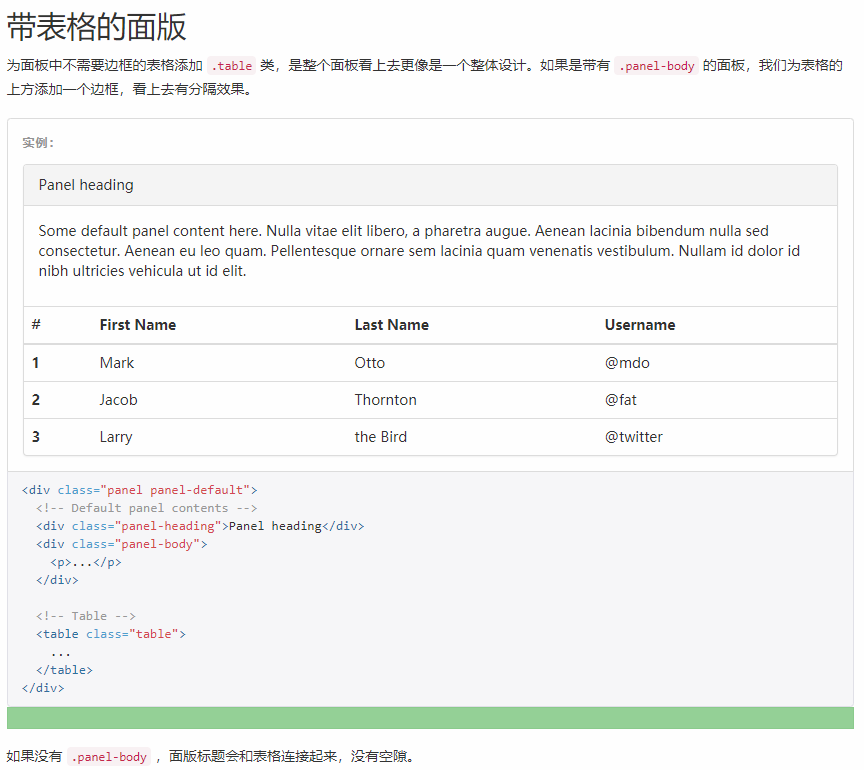 带表格的面版
为面板中不需要边框的表格添加 .table 类，是整个面板看上去更像是一个整体设计。如果是带有 .panel-body 的面板，我们为表格的
上方添加一个边框，看上去有分隔效果。
实例：
Panel heading
Some default panel content here. Nulla vitae elit libero, a pharetra augue. Aenean lacinia bibendum nulla sed
consectetur. Aenean eu leo quam. Pellentesque ornare sem lacinia quam venenatis vestibulum. Nullam id dolor id
nibh ultricies vehicula ut id elit.
# First Name Last Name Username
1 Mark Otto @mdo
2 Jacob Thornton @fat
3 Larry the Bird @twitter
<div class="panel panel-default">
  <!-- Default panel contents -->
  <div class="panel-heading">Panel heading</div>
  <div class="panel-body">
    <p>...</p>
  </div>

  <!-- Table -->
  <table class="table">
    ...
  </table>
</div>
如果没有 .panel-body ，面版标题会和表格连接起来，没有空隙。